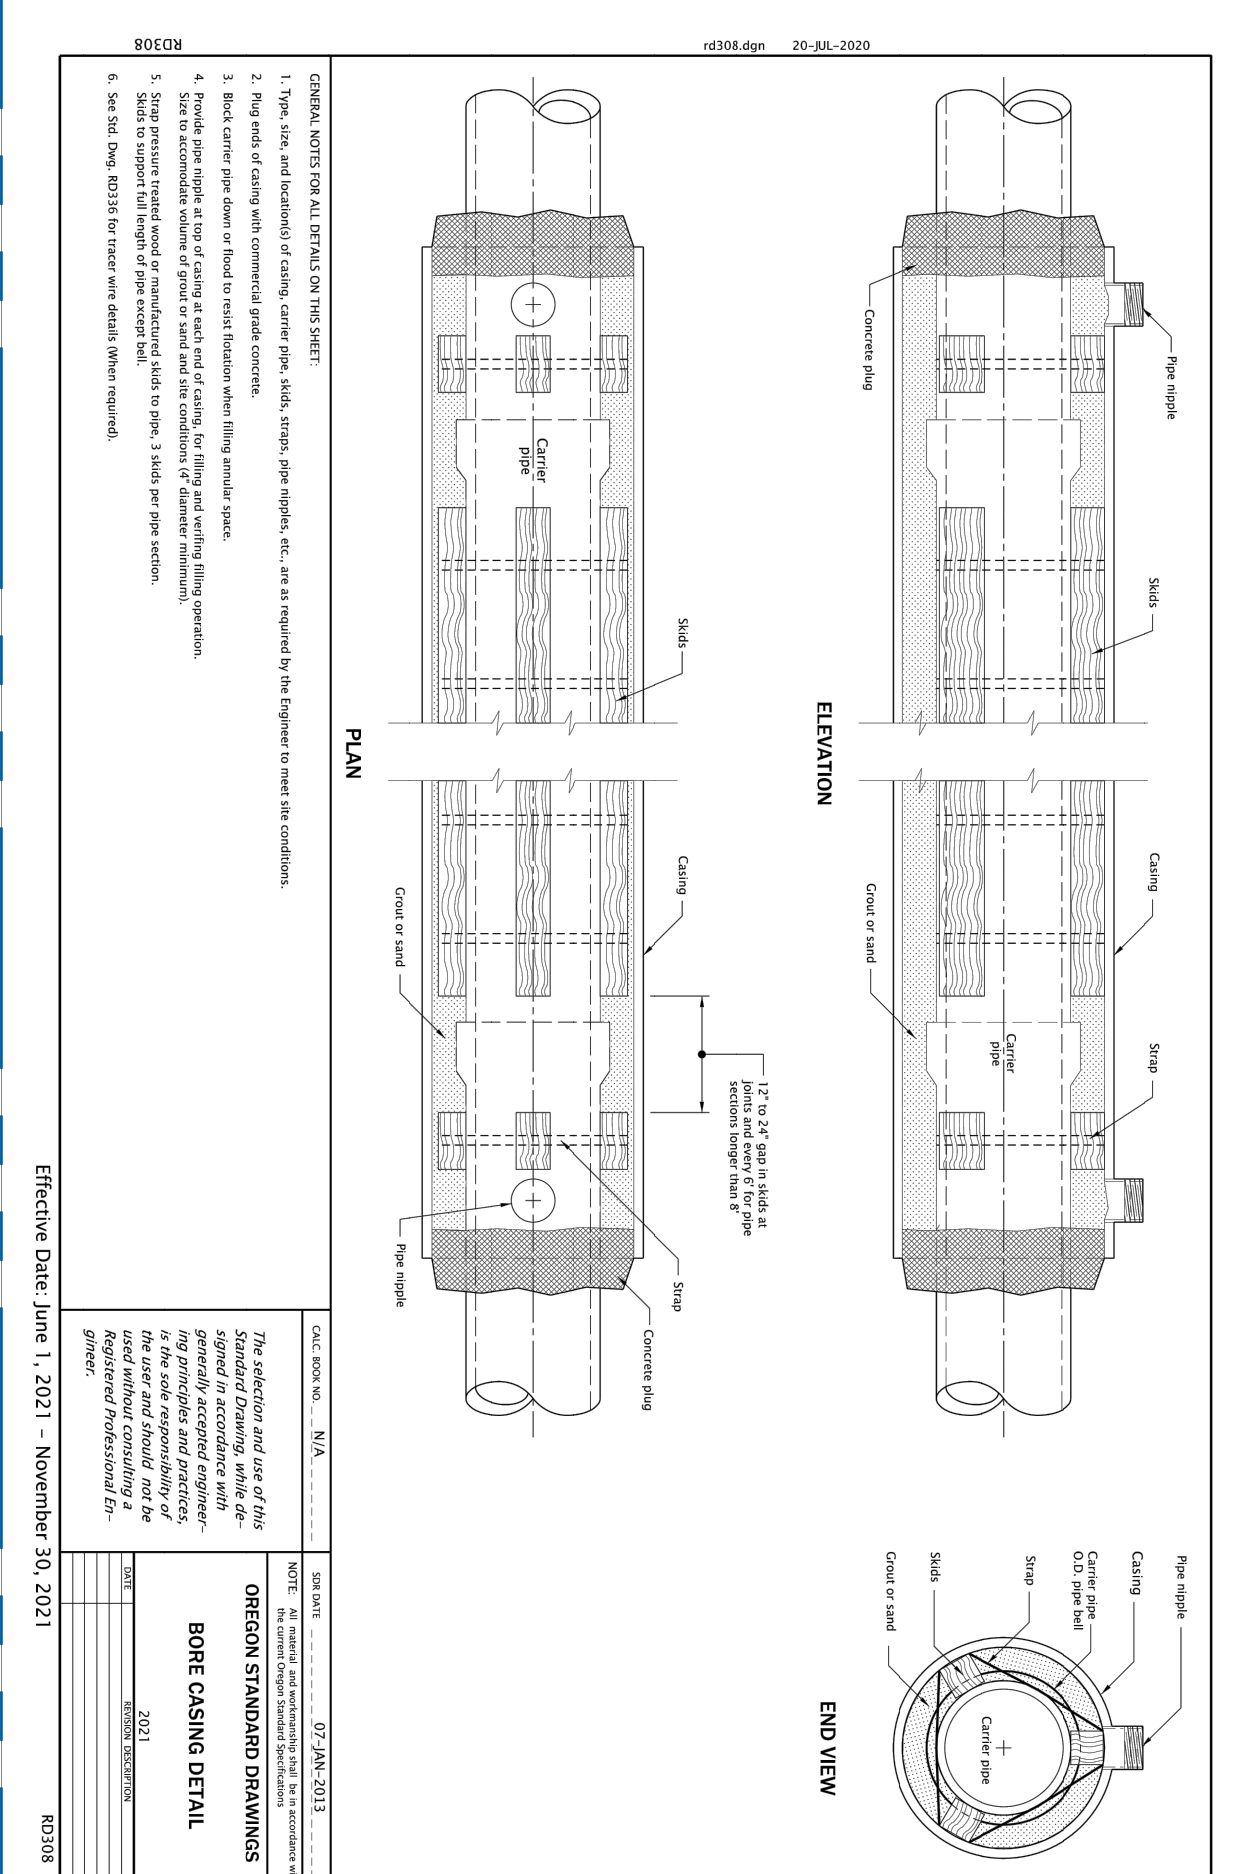 rd308.dgn 20-JUL-2020
RD308
Pipe nipple
Concrete plug
Skids
Casing
Grout or sand
Strap
Carrier
pipe
ELEVATION
Pipe nipple
Casing
Carrier pipe
O.D. pipe bell
Strap
Skids
Grout or sand
Carrier pipe
END VIEW
12" to 24" gap in skids at
joints and every 6' for pipe
sections longer than 8'
Carrier
pipe
Skids
Casing
Grout or sand
Strap
Pipe nipple
Concrete plug
PLAN
GENERAL NOTES FOR ALL DETAILS ON THIS SHEET:
1. Type, size, and location(s) of casing, carrier pipe, skids, straps, pipe nipples, etc., are as required by the Engineer to meet site conditions.
2. Plug ends of casing with commercial grade concrete.
3. Block carrier pipe down or flood to resist flotation when filling annular space.
4. Provide pipe nipple at top of casing at each end of casing, for filling and verifing filling operation.
Size to accomodate volume of grout or sand and site conditions (4" diameter minimum).
5. Strap pressure treated wood or manufactured skids to pipe, 3 skids per pipe section.
Skids to support full length of pipe except bell.
6. See Std. Dwg. RD336 for tracer wire details (When required).
CALC. BOOK NO. N/A
The selection and use of this
Standard Drawing, while de-
signed in accordance with
generally accepted engineer-
ing principles and practices,
is the sole responsibility of
the user and should not be
used without consulting a
Registered Professional En-
gineer.
SDR DATE 07-JAN-2013
NOTE: All material and workmanship shall be in accordance
the current Oregon Standard Specifications
OREGON STANDARD DRAWINGS
BORE CASING DETAIL
2021
DATE REVISION DESCRIPTION
Effective Date: June 1, 2021 – November 30, 2021
RD308